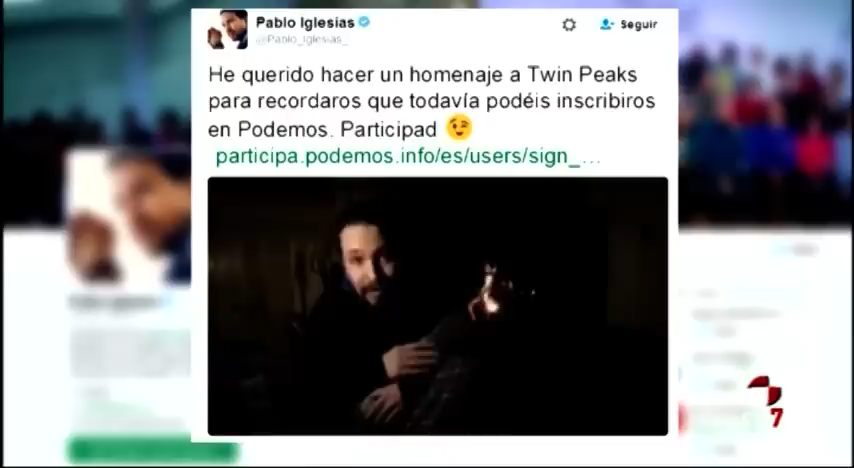 Pablo Iglesias
@Pablo_Iglesias_
Seguir
He querido hacer un homenaje a Twin Peaks
para recordaros que todavía podéis inscribiros
en Podemos. Participad 😉
participa.podemos.info/es/users/sign_...
7